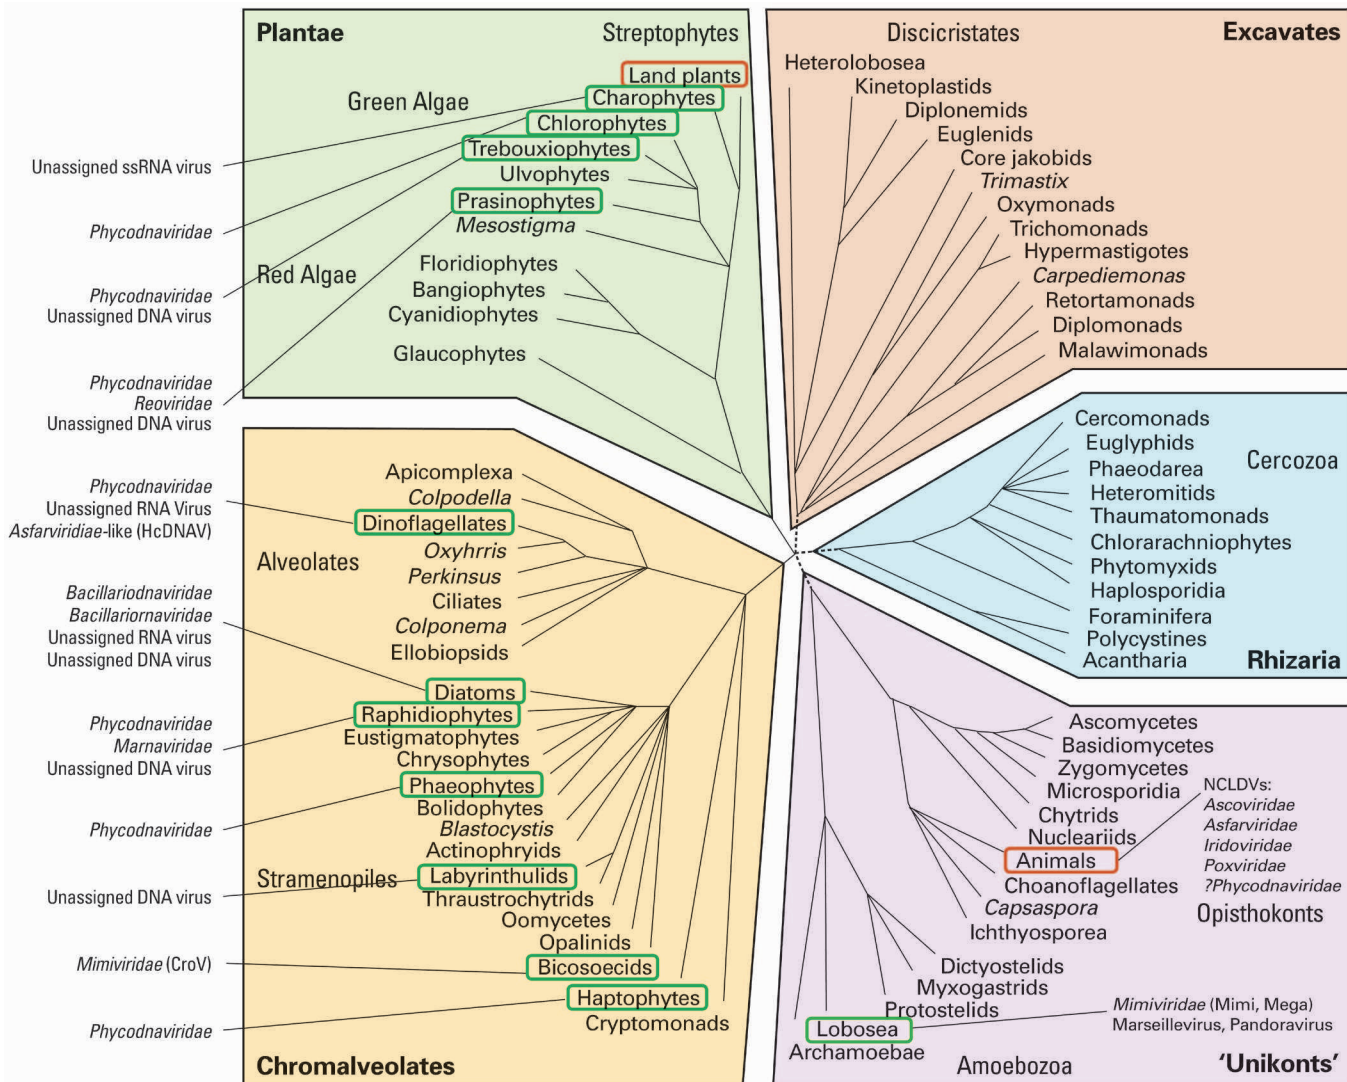 Plantae
Streptophytes
Land plants
Green Algae
Charophytes
Chlorophytes
Trebouxiophytes
Ulvophytes
Prasinophytes
Mesostigma
Red Algae
Floridiophytes
Bangiophytes
Cyanidiophytes
Glaucophytes
Unassigned ssRNA virus
Phycodnaviridae
Phycodnaviridae
Unassigned DNA virus
Phycodnaviridae
Reoviridae
Unassigned DNA virus
Discicristates
Excavates
Heterolobosea
Kinetoplastids
Diplonemids
Euglenids
Core jakobids
Trimastix
Oxymonads
Trichomonads
Hypermastigotes
Carpediemonas
Retortamonads
Diplomonads
Malawimonads
Cercomonads
Euglyphids
Cercozoa
Phaeodarea
Heteromitids
Thaumatomonads
Chlorarachniophytes
Phytomyxids
Haplosporidia
Foraminifera
Polycystines
Acantharia
Rhizaria
Phycodnaviridae
Unassigned RNA Virus
Asfarviridiae-like (HcDNAV)
Bacillariodnaviridae
Bacillariornaviridae
Unassigned RNA virus
Unassigned DNA virus
Phycodnaviridae
Marnaviridae
Unassigned DNA virus
Phycodnaviridae
Unassigned DNA virus
Mimiviridae (CroV)
Phycodnaviridae
Apicomplexa
Colpodella
Dinoflagellates
Alveolates
Oxyhrris
Perkinsus
Ciliates
Colponema
Ellobiopsids
Diatoms
Raphidiophytes
Eustigmatophytes
Chrysophytes
Phaeophytes
Bolidophytes
Blastocystis
Actinophryids
Stramenopiles
Labyrinthulids
Thraustrochytrids
Oomycetes
Opalinids
Bicosoecids
Haptophytes
Cryptomonads
Chromalveolates
Ascomycetes
Basidiomycetes
Zygomycetes
Microsporidia
Chytrids
Nucleariids
Animals
Choanoflagellates
Capsaspora
Ichthyosporea
NCLDVs:
Ascoviridae
Asfarviridae
Iridoviridae
Poxviridae
?Phycodnaviridae
Opisthokonts
Dictyostelids
Myxogastrids
Protostelids
Lobosea
Archamoebae
Mimiviridae (Mimi, Mega)
Marseillevirus, Pandoravirus
Amoebozoa
'Unikonts'